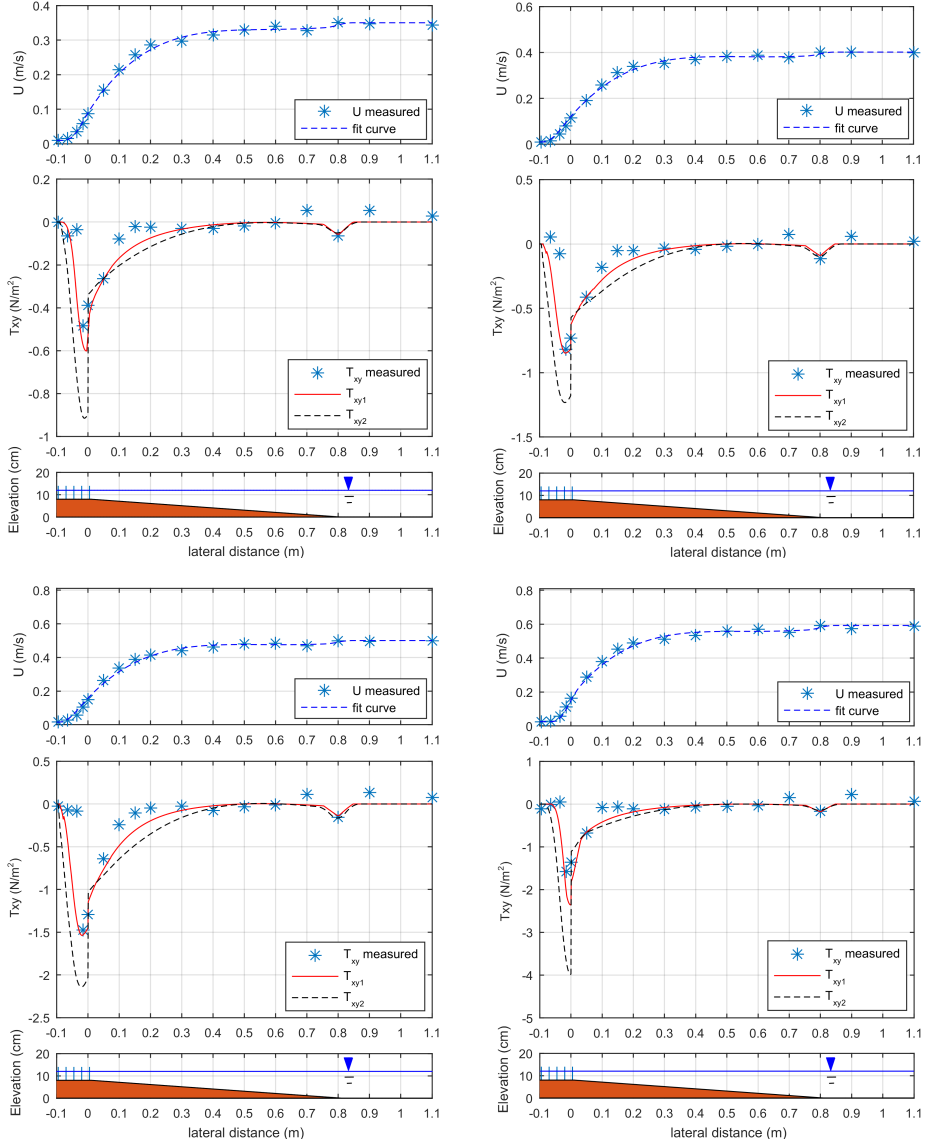 0.4
0.3
0.2
0.1
0
U (m/s)
U measured
fit curve
-0.1 0 0.1 0.2 0.3 0.4 0.5 0.6 0.7 0.8 0.9 1 1.1
0.6
0.4
0.2
0
U (m/s)
U measured
fit curve
-0.1 0 0.1 0.2 0.3 0.4 0.5 0.6 0.7 0.8 0.9 1 1.1
0.2
0
-0.2
-0.4
-0.6
-0.8
-1
Txy (N/m²)
T_xy measured
T_xy1
T_xy2
-0.1 0 0.1 0.2 0.3 0.4 0.5 0.6 0.7 0.8 0.9 1 1.1
0.5
0
-0.5
-1
-1.5
Txy (N/m²)
T_xy measured
T_xy1
T_xy2
-0.1 0 0.1 0.2 0.3 0.4 0.5 0.6 0.7 0.8 0.9 1 1.1
20
10
0
Elevation (cm)
-0.1 0 0.1 0.2 0.3 0.4 0.5 0.6 0.7 0.8 0.9 1 1.1
lateral distance (m)
20
10
0
Elevation (cm)
-0.1 0 0.1 0.2 0.3 0.4 0.5 0.6 0.7 0.8 0.9 1 1.1
lateral distance (m)
0.8
0.6
0.4
0.2
0
U (m/s)
U measured
fit curve
-0.1 0 0.1 0.2 0.3 0.4 0.5 0.6 0.7 0.8 0.9 1 1.1
0.8
0.6
0.4
0.2
0
U (m/s)
U measured
fit curve
-0.1 0 0.1 0.2 0.3 0.4 0.5 0.6 0.7 0.8 0.9 1 1.1
0.5
0
-0.5
-1
-1.5
-2
-2.5
Txy (N/m²)
T_xy measured
T_xy1
T_xy2
-0.1 0 0.1 0.2 0.3 0.4 0.5 0.6 0.7 0.8 0.9 1 1.1
1
0
-1
-2
-3
-4
-5
Txy (N/m²)
T_xy measured
T_xy1
T_xy2
-0.1 0 0.1 0.2 0.3 0.4 0.5 0.6 0.7 0.8 0.9 1 1.1
20
10
0
Elevation (cm)
-0.1 0 0.1 0.2 0.3 0.4 0.5 0.6 0.7 0.8 0.9 1 1.1
lateral distance (m)
20
10
0
Elevation (cm)
-0.1 0 0.1 0.2 0.3 0.4 0.5 0.6 0.7 0.8 0.9 1 1.1
lateral distance (m)